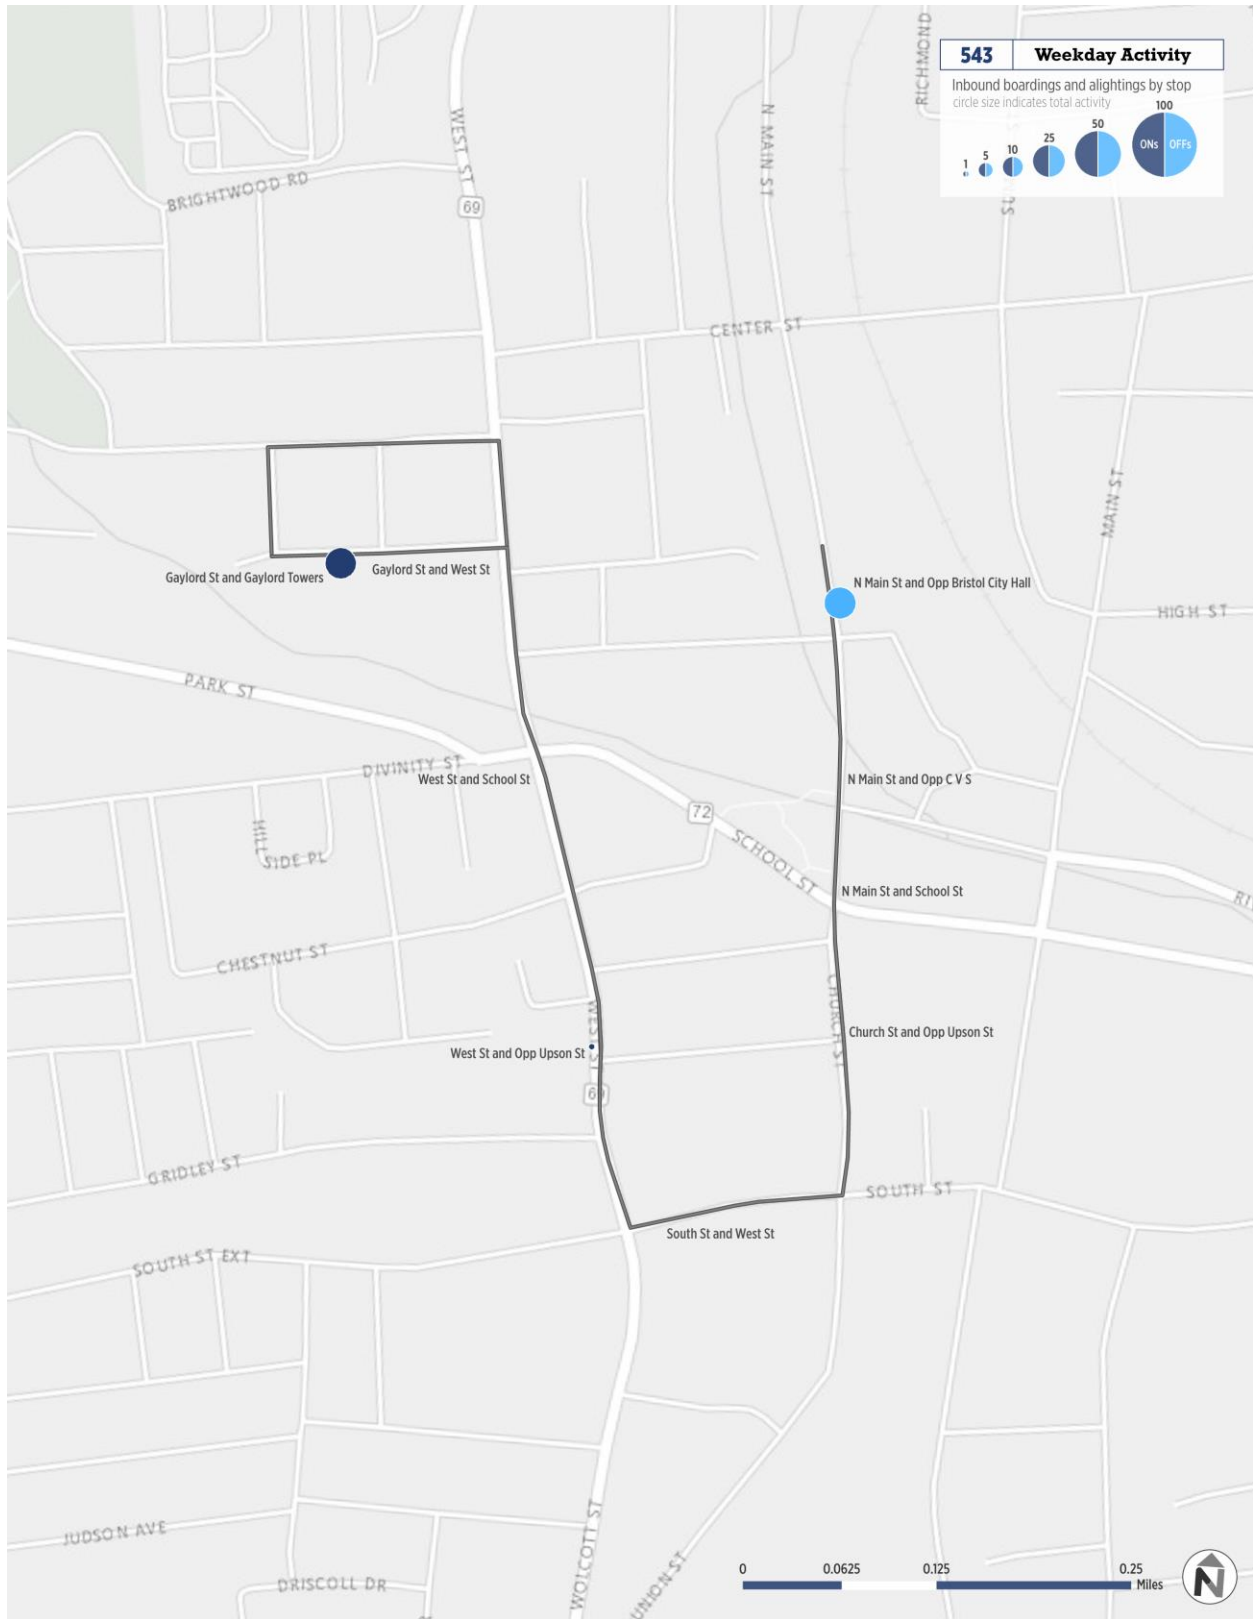 543
Weekday Activity
Inbound boardings and alightings by stop
circle size indicates total activity
1
5
10
25
50
100
ONs
OFFs
RICHMOND
WEST ST
N MAIN ST
BRIGHTWOOD RD
69
CENTER ST
MAIN ST
Gaylord St and Gaylord Towers
Gaylord St and West St
N Main St and Opp Bristol City Hall
HIGH ST
PARK ST
DIVINITY ST
West St and School St
N Main St and Opp C V S
72
SCHOOL ST
HILL
SIDE PL
N Main St and School St
CHESTNUT ST
CHURCH ST
WEST ST
Church St and Opp Upson St
West St and Opp Upson St
GRIDLEY ST
SOUTH ST
South St and West St
SOUTH ST EXT
JUDSON AVE
WOLCOTT ST
UNION ST
DRISCOLL DR
0
0.0625
0.125
0.25
Miles
N